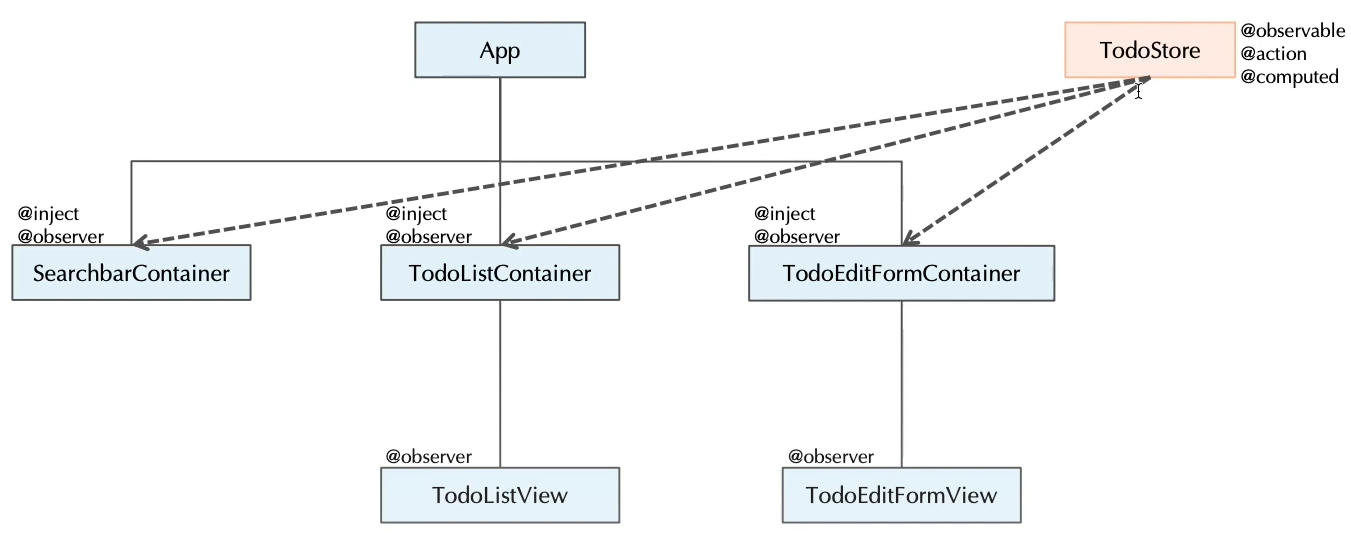 App
TodoStore
@observable
@action
@computed
@inject
@observer
SearchbarContainer
@inject
@observer
TodoListContainer
@inject
@observer
TodoEditFormContainer
@observer
TodoListView
@observer
TodoEditFormView